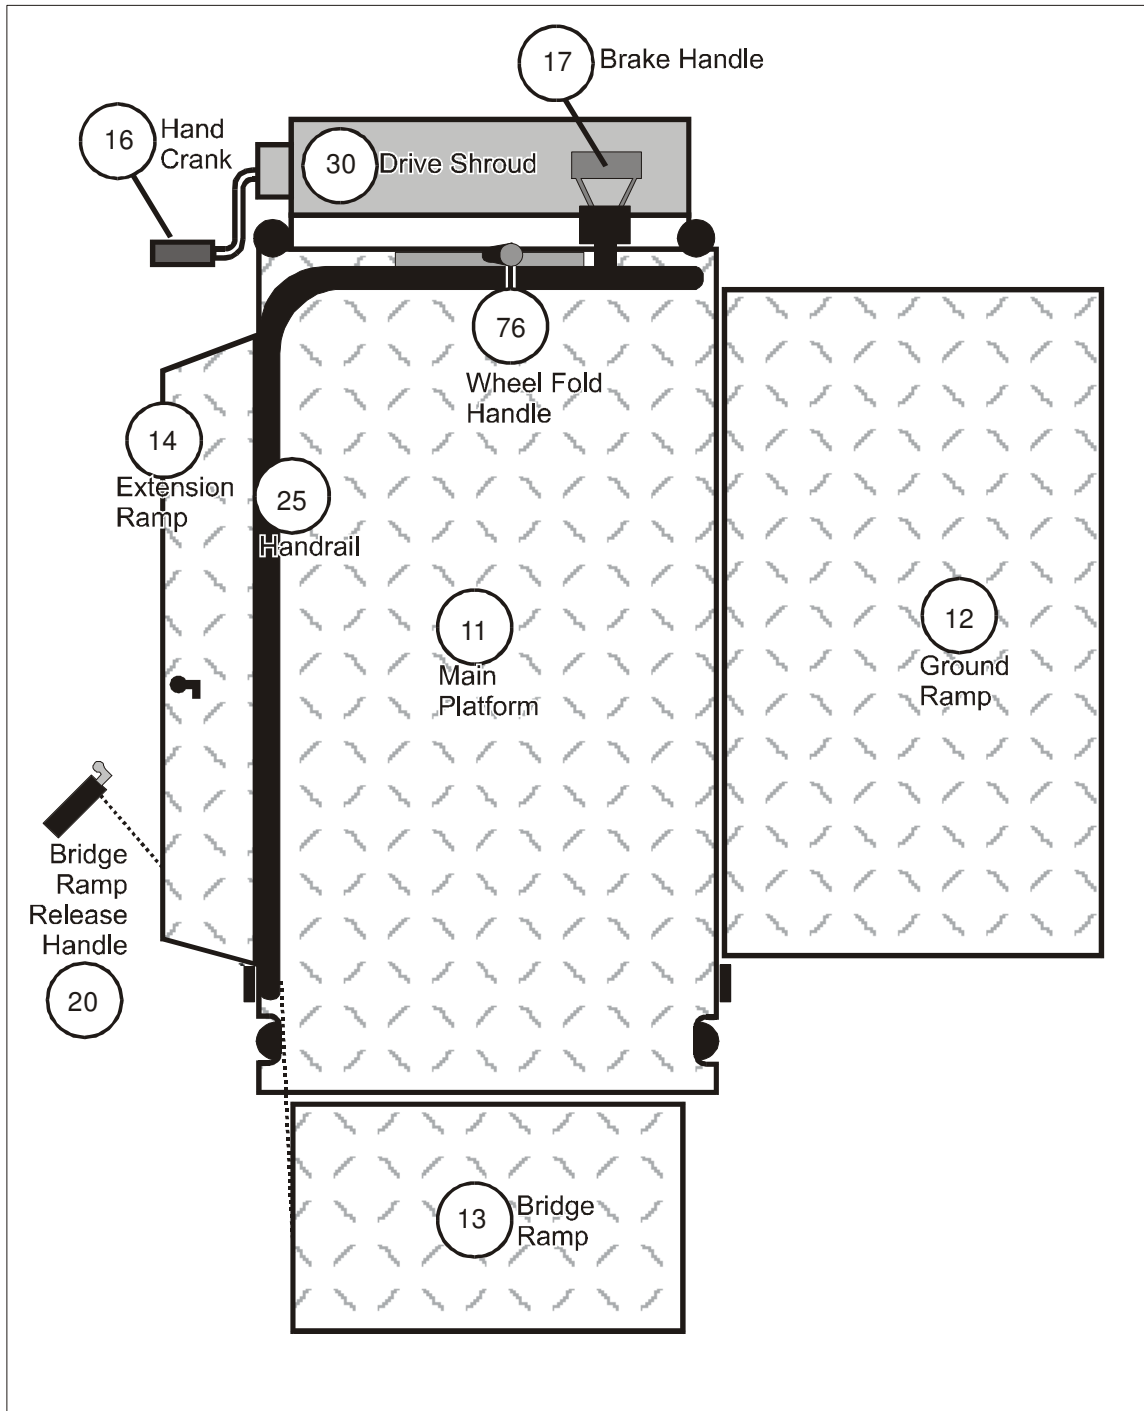 17 Brake Handle
16 Hand
Crank
30 Drive Shroud
76
Wheel Fold
Handle
14
Extension
Ramp
25
Handrail
11
Main
Platform
12
Ground
Ramp
Bridge
Ramp
Release
Handle
20
13 Bridge
Ramp